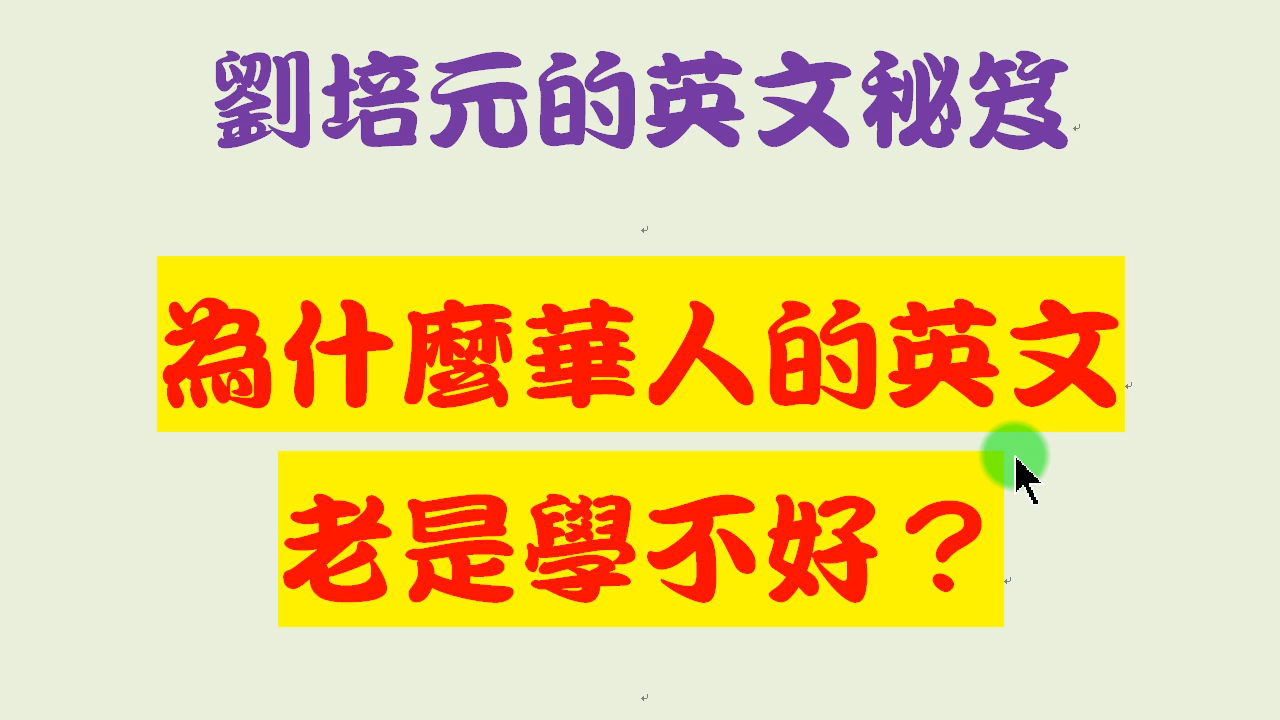 劉培元的英文秘笈
為什麼華人的英文
老是學不好？